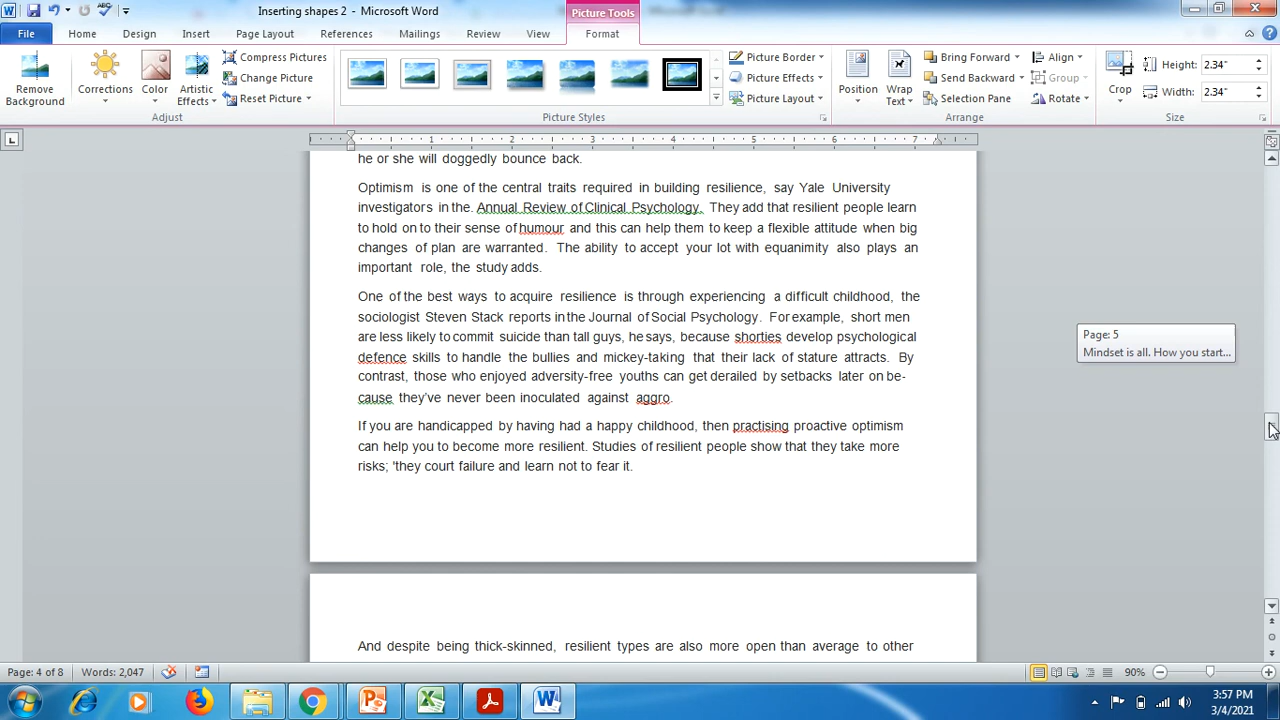 Inserting shapes 2 - Microsoft Word
Picture Tools
File Home Design Insert Page Layout References Mailings Review View Format
Remove Background
Corrections
Color
Artistic Effects
Compress Pictures
Change Picture
Reset Picture
Adjust
Picture Styles
Picture Border
Picture Effects
Picture Layout
Position
Wrap Text
Bring Forward
Send Backward
Selection Pane
Align
Group
Rotate
Arrange
Crop
Height: 2.34"
Width: 2.34"
Size
1 2 3 4 5 6 7
he or she will doggedly bounce back.
Optimism is one of the central traits required in building resilience, say Yale University
investigators in the. Annual Review of Clinical Psychology. They add that resilient people learn
to hold on to their sense of humour and this can help them to keep a flexible attitude when big
changes of plan are warranted. The ability to accept your lot with equanimity also plays an
important role, the study adds.
One of the best ways to acquire resilience is through experiencing a difficult childhood, the
sociologist Steven Stack reports in the Journal of Social Psychology. For example, short men
are less likely to commit suicide than tall guys, he says, because shorties develop psychological
defence skills to handle the bullies and mickey-taking that their lack of stature attracts. By
contrast, those who enjoyed adversity-free youths can get derailed by setbacks later on be-
cause they've never been inoculated against aggro.
If you are handicapped by having had a happy childhood, then practising proactive optimism
can help you to become more resilient. Studies of resilient people show that they take more
risks; 'they court failure and learn not to fear it.
Page: 5
Mindset is all. How you start...
And despite being thick-skinned, resilient types are also more open than average to other
Page: 4 of 8 Words: 2,047 90%
3:57 PM
3/4/2021